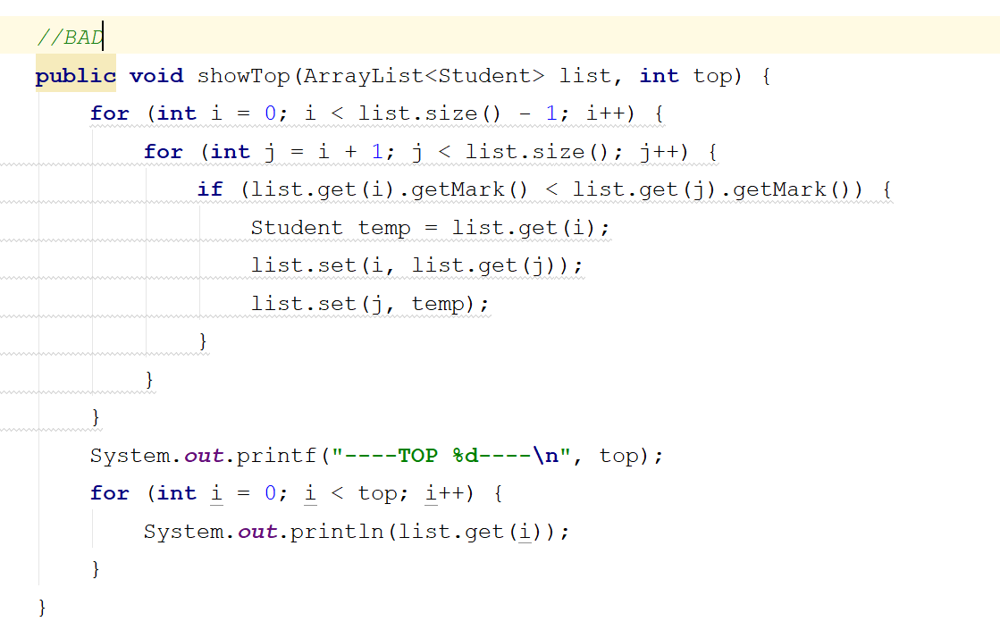 //BAD
public void showTop(ArrayList<Student> list, int top) {
    for (int i = 0; i < list.size() - 1; i++) {
        for (int j = i + 1; j < list.size(); j++) {
            if (list.get(i).getMark() < list.get(j).getMark()) {
                Student temp = list.get(i);
                list.set(i, list.get(j));
                list.set(j, temp);
            }
        }
    }
    System.out.printf("----TOP %d----\n", top);
    for (int i = 0; i < top; i++) {
        System.out.println(list.get(i));
    }
}